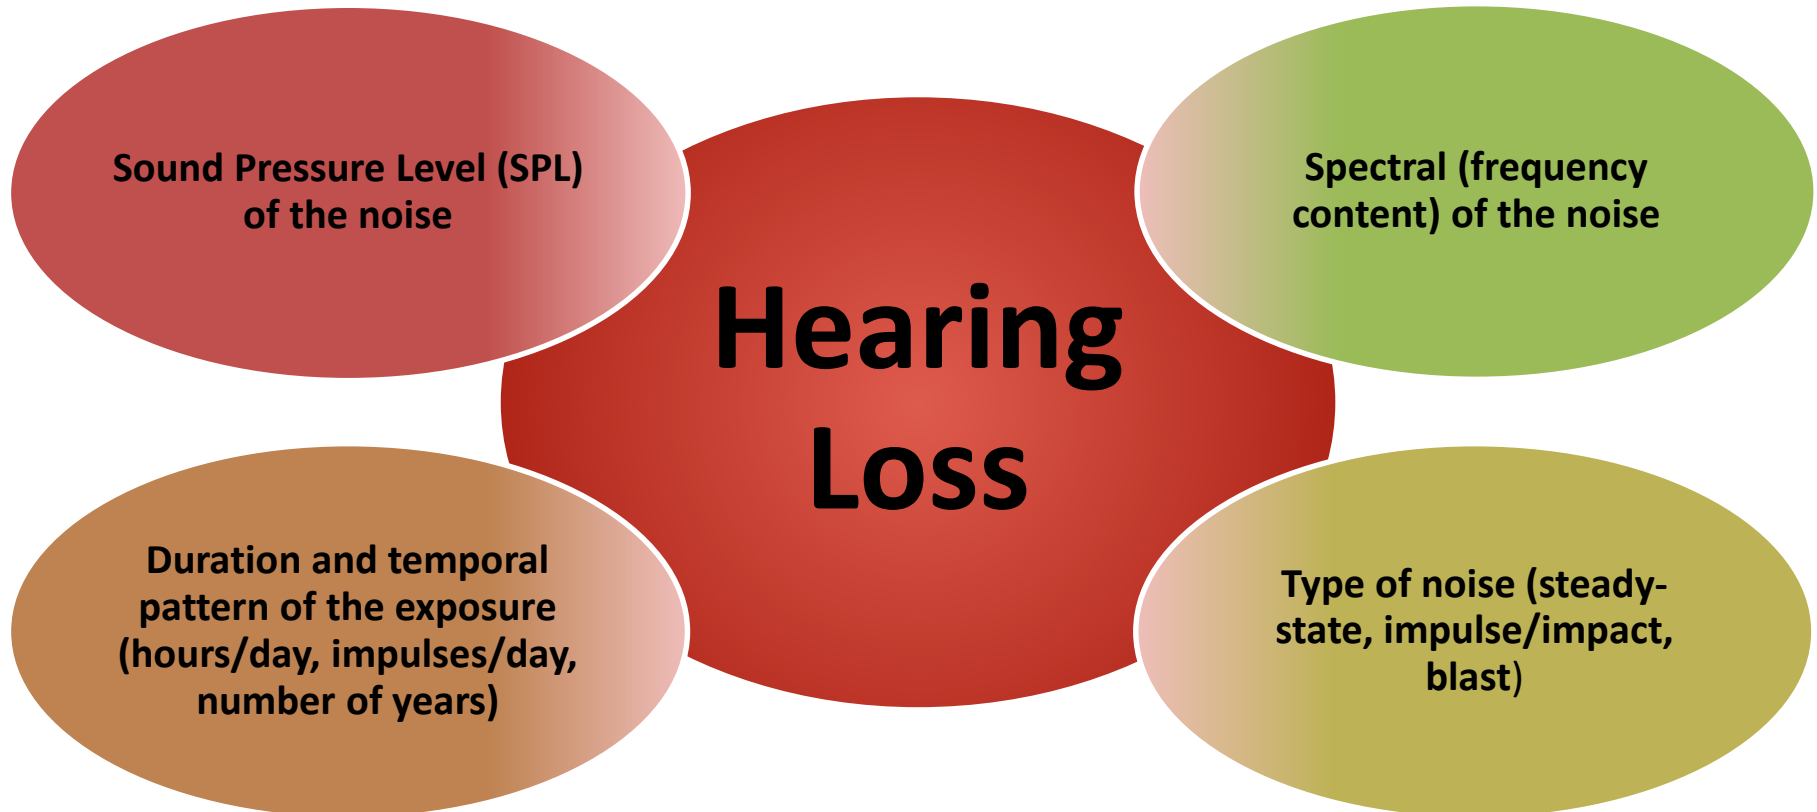 Sound Pressure Level (SPL)
of the noise
Spectral (frequency
content) of the noise
Hearing
Loss
Duration and temporal
pattern of the exposure
(hours/day, impulses/day,
number of years)
Type of noise (steady-
state, impulse/impact,
blast)